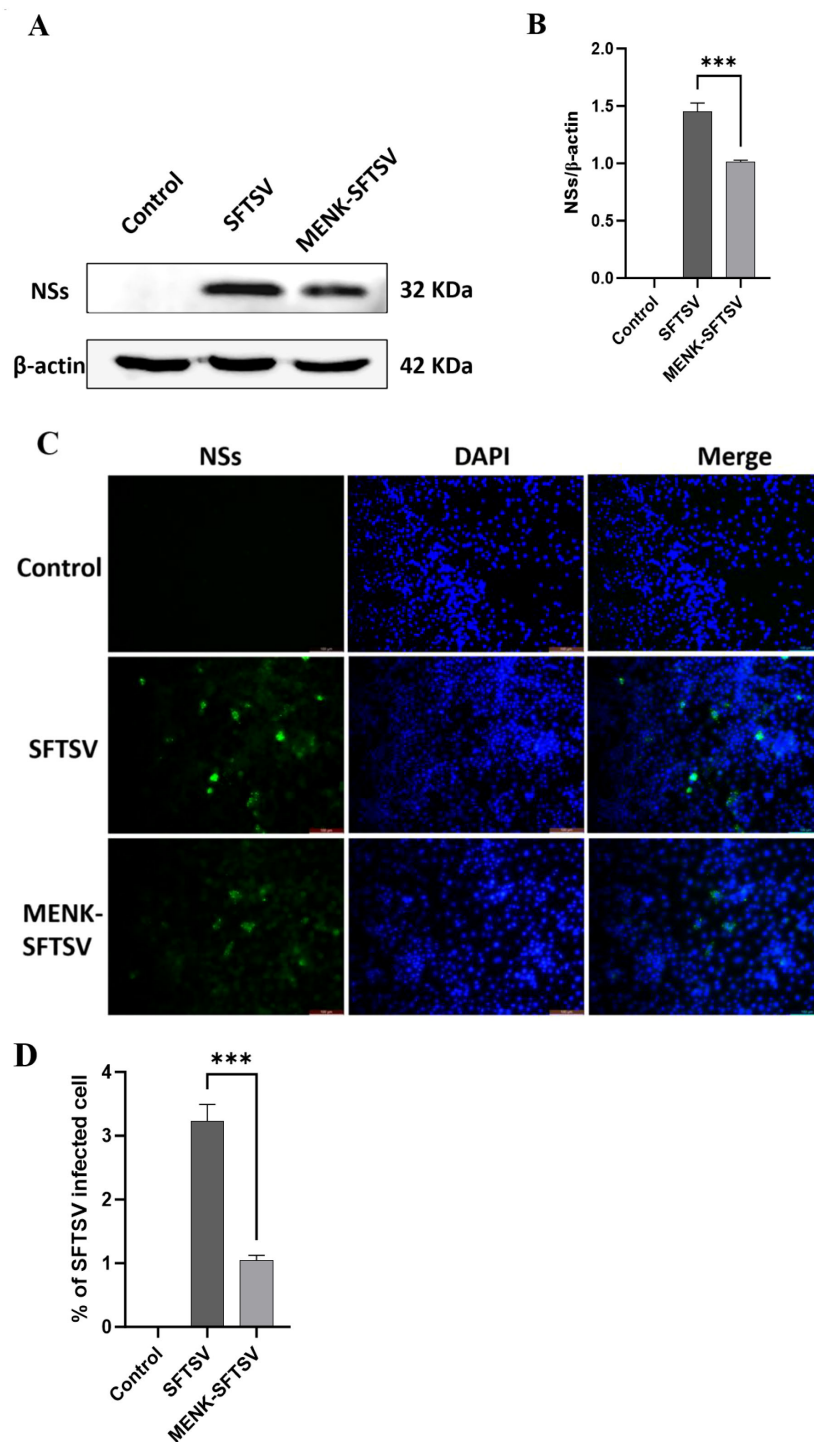 A
Control
SFTSV
MENK-SFTSV
NSs
32 KDa
β-actin
42 KDa
B
2.0
1.5
1.0
0.5
0.0
NSs/β-actin
***
Control
SFTSV
MENK-SFTSV
C
NSs DAPI Merge
Control
SFTSV
MENK-
SFTSV
D
4
3
2
1
0
% of SFTSV infected cell
***
Control
SFTSV
MENK-SFTSV